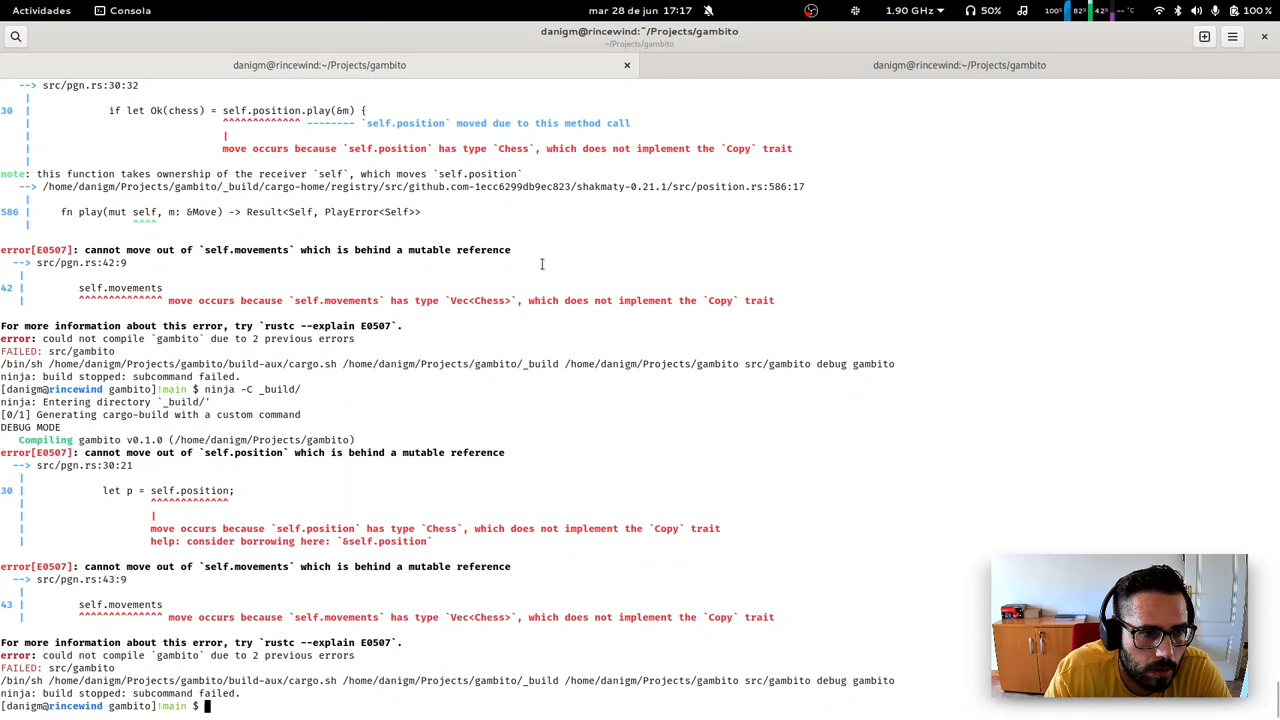 Actividades
Consola
mar 28 de jun 17:17
1.90 GHz
50%
100% 82% 42% --°C
100 %
danigm@rincewind:~/Projects/gambito
~/Projects/gambito
danigm@rincewind:~/Projects/gambito
danigm@rincewind:~/Projects/gambito
--> src/pgn.rs:30:32
|
30 | if let Ok(chess) = self.position.play(&m) {
| ^^^^^^^^^^^^^ -------- `self.position` moved due to this method call
| |
| move occurs because `self.position` has type `Chess`, which does not implement the `Copy` trait
|
note: this function takes ownership of the receiver `self`, which moves `self.position`
--> /home/danigm/Projects/gambito/_build/cargo-home/registry/src/github.com-1ecc6299db9ec823/shakmaty-0.21.1/src/position.rs:586:17
|
586 | fn play(mut self, m: &Move) -> Result<Self, PlayError<Self>>
| ^^^^
error[E0507]: cannot move out of `self.movements` which is behind a mutable reference
--> src/pgn.rs:42:9
|
42 | self.movements
| ^^^^^^^^^^^^^^ move occurs because `self.movements` has type `Vec<Chess>`, which does not implement the `Copy` trait
For more information about this error, try `rustc --explain E0507`.
error: could not compile `gambito` due to 2 previous errors
FAILED: src/gambito
/bin/sh /home/danigm/Projects/gambito/build-aux/cargo.sh /home/danigm/Projects/gambito/_build /home/danigm/Projects/gambito src/gambito debug gambito
ninja: build stopped: subcommand failed.
[danigm@rincewind gambito]!main $ ninja -C _build/
ninja: Entering directory `_build/'
[0/1] Generating cargo-build with a custom command
DEBUG MODE
Compiling gambito v0.1.0 (/home/danigm/Projects/gambito)
error[E0507]: cannot move out of `self.position` which is behind a mutable reference
--> src/pgn.rs:30:21
|
30 | let p = self.position;
| ^^^^^^^^^^^^^
| |
| move occurs because `self.position` has type `Chess`, which does not implement the `Copy` trait
| help: consider borrowing here: `&self.position`
error[E0507]: cannot move out of `self.movements` which is behind a mutable reference
--> src/pgn.rs:43:9
|
43 | self.movements
| ^^^^^^^^^^^^^^ move occurs because `self.movements` has type `Vec<Chess>`, which does not implement the `Copy` trait
For more information about this error, try `rustc --explain E0507`.
error: could not compile `gambito` due to 2 previous errors
FAILED: src/gambito
/bin/sh /home/danigm/Projects/gambito/build-aux/cargo.sh /home/danigm/Projects/gambito/_build /home/danigm/Projects/gambito src/gambito debug gambito
ninja: build stopped: subcommand failed.
[danigm@rincewind gambito]!main $